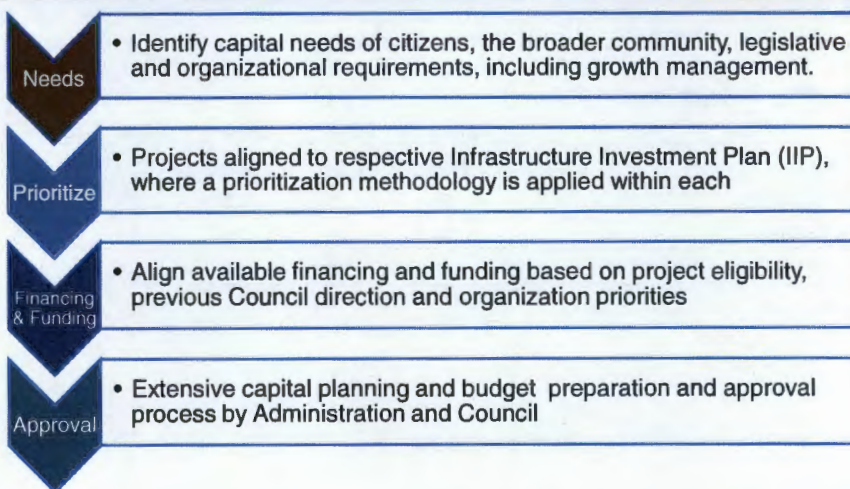 Needs
• Identify capital needs of citizens, the broader community, legislative
and organizational requirements, including growth management.
Prioritize
• Projects aligned to respective Infrastructure Investment Plan (IIP),
where a prioritization methodology is applied within each
Financing
& Funding
• Align available financing and funding based on project eligibility,
previous Council direction and organization priorities
Approval
• Extensive capital planning and budget preparation and approval
process by Administration and Council